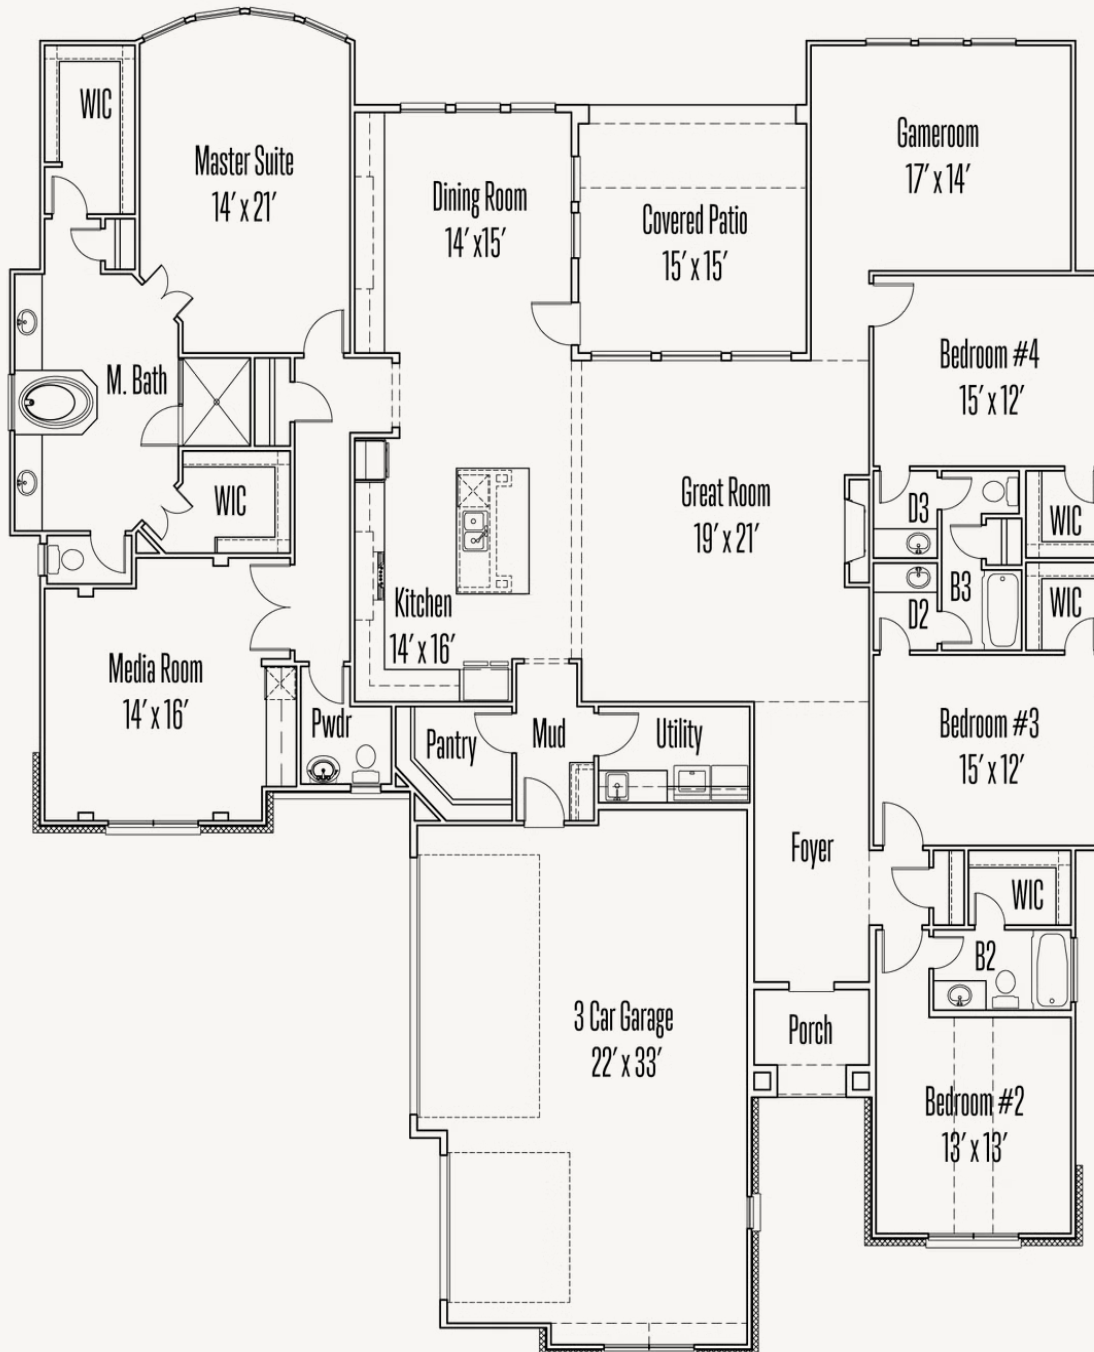 WIC
Master Suite
14' x 21'
Dining Room
14' x15'
Covered Patio
15' x 15'
Gameroom
17' x 14'
M. Bath
WIC
Bedroom #4
15' x 12'
Great Room
19' x 21'
D3
WIC
B3
D2
WIC
Kitchen
14' x 16'
Media Room
14' x 16'
Pwdr
Pantry
Mud
Utility
Bedroom #3
15' x 12'
Foyer
WIC
B2
3 Car Garage
22' x 33'
Porch
Bedroom #2
13' x 13'